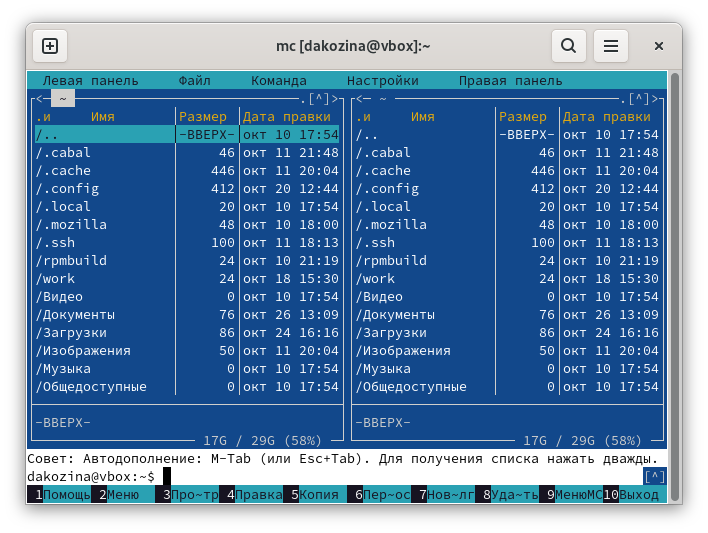 mc [dakozina@vbox]:~
Левая панель Файл Команда Настройки Правая панель
<- ~ .[^]> <- ~ .[^]>
.и Имя Размер Дата правки .и Имя Размер Дата правки
/.. -ВВЕРХ- окт 10 17:54 /.. -ВВЕРХ- окт 10 17:54
/.cabal 46 окт 11 21:48 /.cabal 46 окт 11 21:48
/.cache 446 окт 11 20:04 /.cache 446 окт 11 20:04
/.config 412 окт 20 12:44 /.config 412 окт 20 12:44
/.local 20 окт 10 17:54 /.local 20 окт 10 17:54
/.mozilla 48 окт 10 18:00 /.mozilla 48 окт 10 18:00
/.ssh 100 окт 11 18:13 /.ssh 100 окт 11 18:13
/rpmbuild 24 окт 10 21:19 /rpmbuild 24 окт 10 21:19
/work 24 окт 18 15:30 /work 24 окт 18 15:30
/Видео 0 окт 10 17:54 /Видео 0 окт 10 17:54
/Документы 76 окт 26 13:09 /Документы 76 окт 26 13:09
/Загрузки 86 окт 24 16:16 /Загрузки 86 окт 24 16:16
/Изображения 50 окт 11 20:04 /Изображения 50 окт 11 20:04
/Музыка 0 окт 10 17:54 /Музыка 0 окт 10 17:54
/Общедоступные 0 окт 10 17:54 /Общедоступные 0 окт 10 17:54
-ВВЕРХ- -ВВЕРХ-
17G / 29G (58%) 17G / 29G (58%)
Совет: Автодополнение: M-Tab (или Esc+Tab). Для получения списка нажать дважды.
dakozina@vbox:~$ [^]
1Помощь 2Меню 3Про~тр 4Правка 5Копия 6Пер~ос 7Нов~лг 8Уда~ть 9МенюMC 10Выход